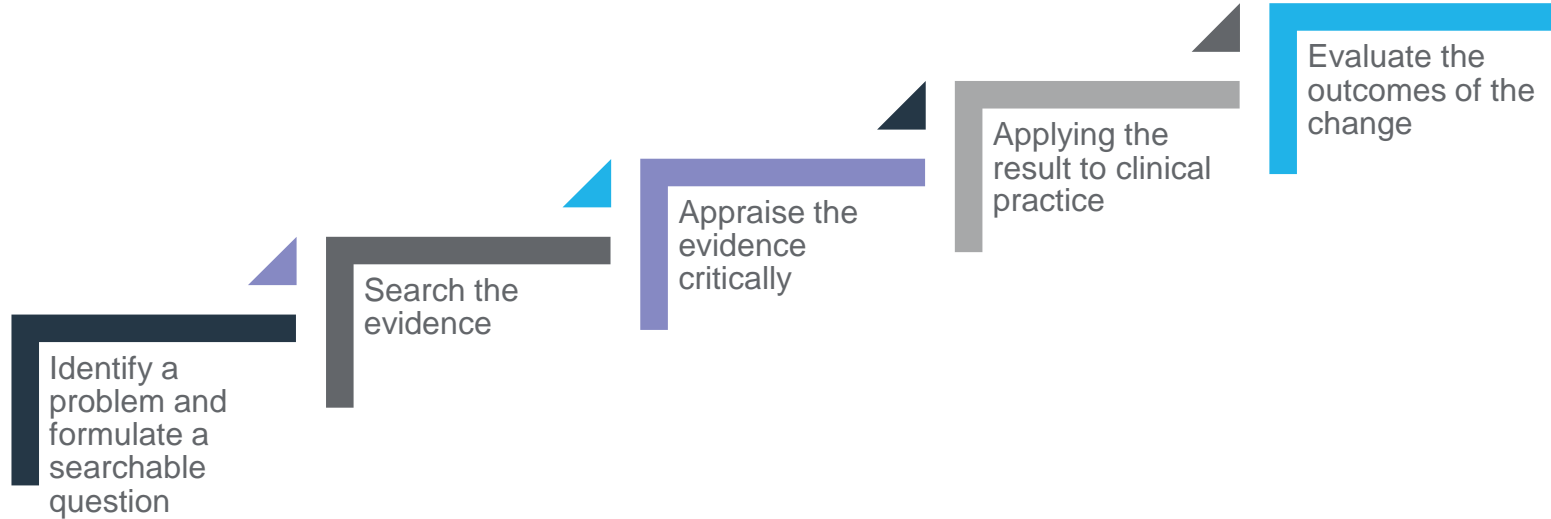 Identify a
problem and
formulate a
searchable
question
Search the
evidence
Appraise the
evidence
critically
Applying the
result to clinical
practice
Evaluate the
outcomes of the
change